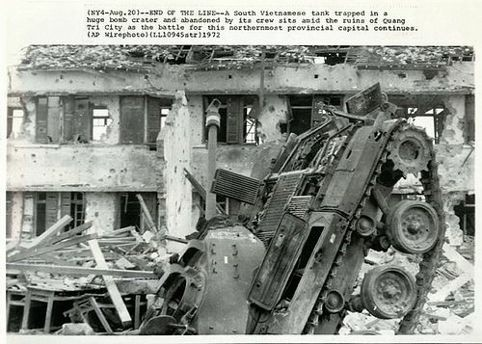 (NY4-Aug.20)--END OF THE LINE--A South Vietnamese tank trapped in a
huge bomb crater and abandoned by its crew sits amid the ruins of Quang
Tri City as the battle for this northernmost provincial capital continues.
(AP Wirephoto)(LL10945str)1972